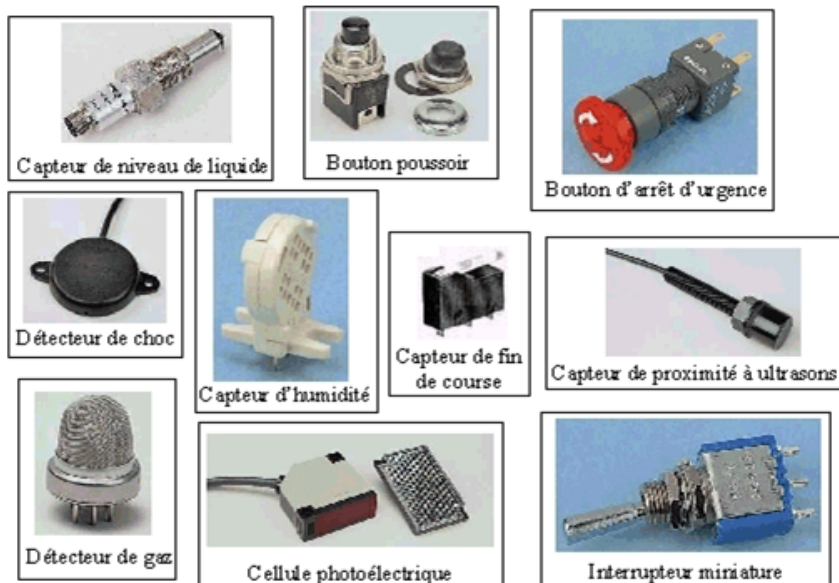 Capteur de niveau de liquide
Bouton poussoir
Bouton d'arrêt d'urgence
Détecteur de choc
Capteur d'humidité
Capteur de fin
de course
Capteur de proximité à ultrasons
Détecteur de gaz
Cellule photoélectrique
Interrupteur miniature